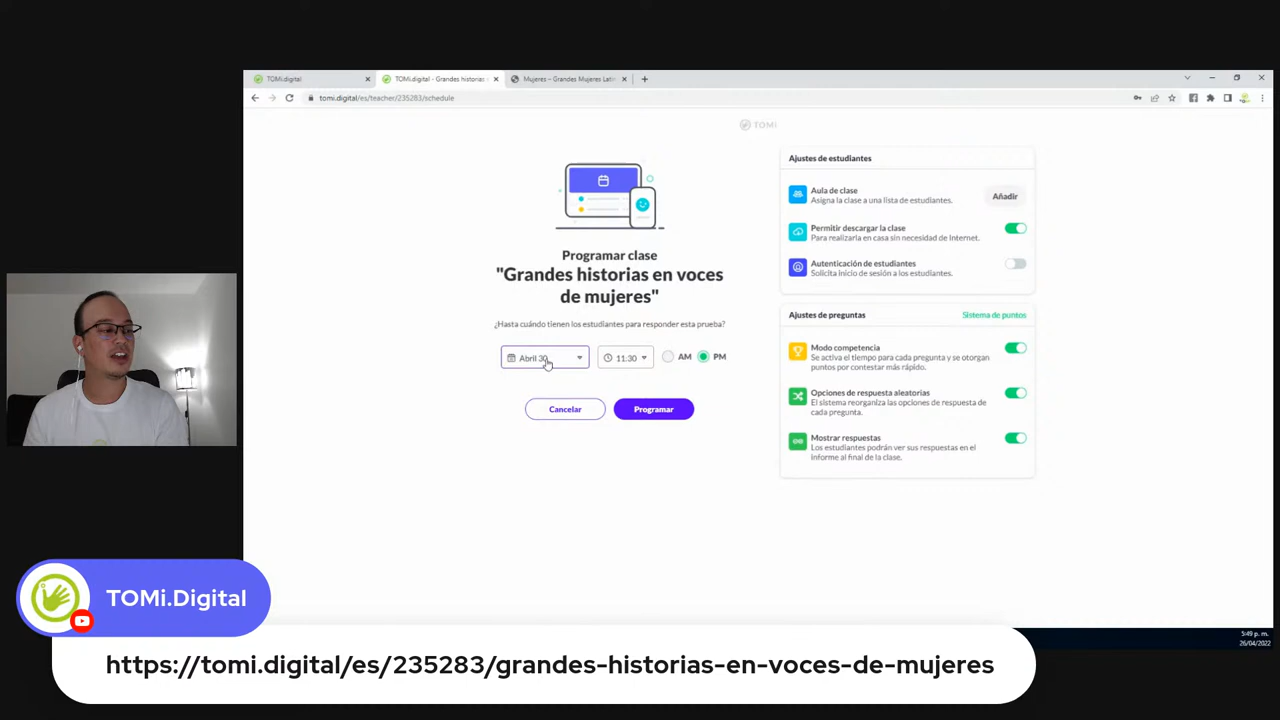 TOMi.digital
TOMi.digital - Grandes historias
Mujeres – Grandes Mujeres Lati
tomi.digital/es/teacher/235283/schedule
TOMi
Programar clase
"Grandes historias en voces
de mujeres"
¿Hasta cuándo tienen los estudiantes para responder esta prueba?
Abril 30
11:30
AM
PM
Cancelar
Programar
Ajustes de estudiantes
Aula de clase
Asigna la clase a una lista de estudiantes.
Añadir
Permitir descargar la clase
Para realizarla en casa sin necesidad de Internet.
Autenticación de estudiantes
Solicita inicio de sesión a los estudiantes.
Ajustes de preguntas
Sistema de puntos
Modo competencia
Se activa el tiempo para cada pregunta y se otorgan
puntos por contestar más rápido.
Opciones de respuesta aleatorias
El sistema reorganiza las opciones de respuesta de
cada pregunta.
Mostrar respuestas
Los estudiantes podrán ver sus respuestas en el
informe al final de la clase.
TOMi.Digital
https://tomi.digital/es/235283/grandes-historias-en-voces-de-mujeres
5:49 p. m.
26/04/2022